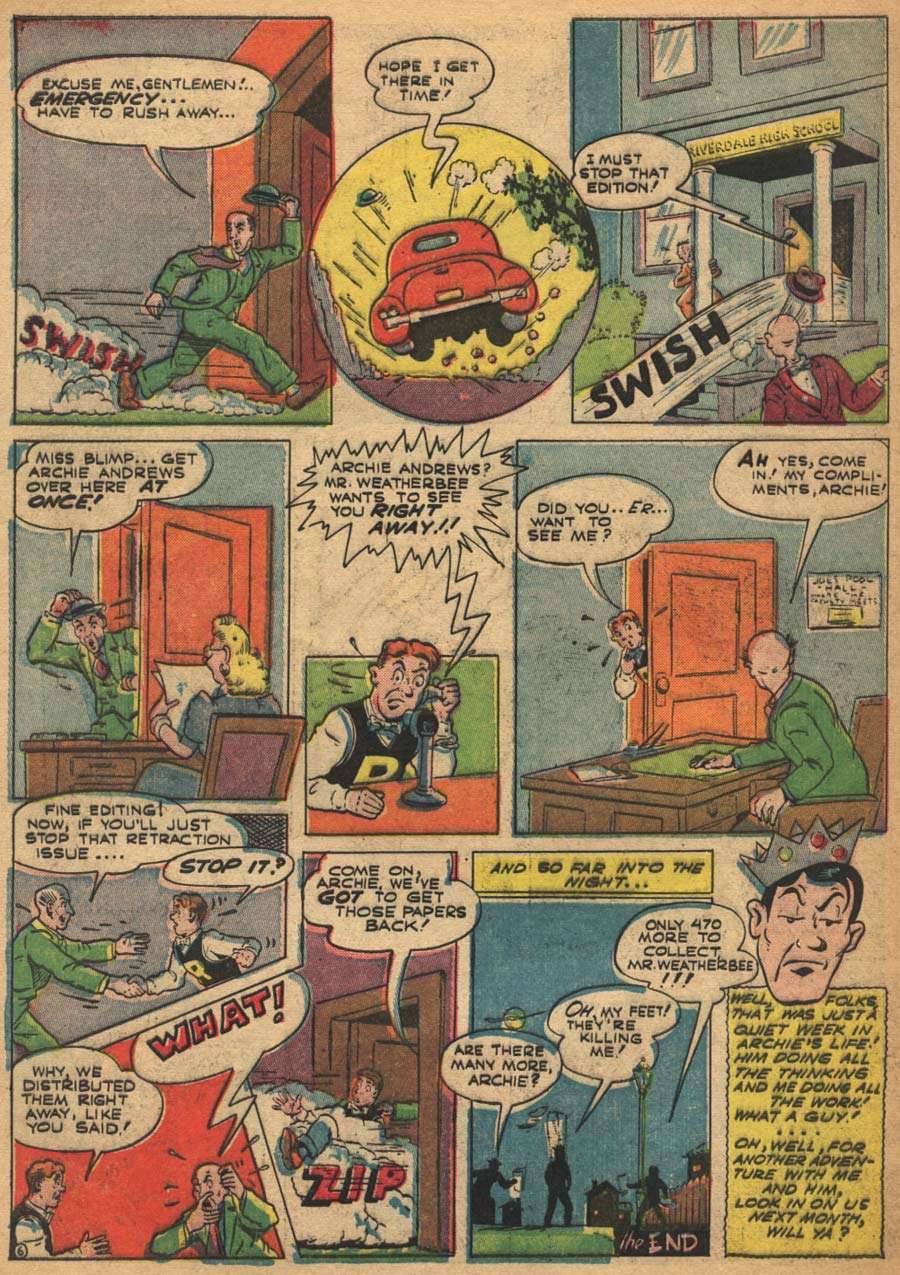 EXCUSE ME, GENTLEMEN!..
EMERGENCY...
HAVE TO RUSH AWAY...
SWISH
HOPE I GET
THERE IN
TIME!
RIVERDALE HIGH SCHOOL
I MUST
STOP THAT
EDITION!
SWISH
MISS BLIMP... GET
ARCHIE ANDREWS
OVER HERE AT
ONCE!
ARCHIE ANDREWS?
MR. WEATHERBEE
WANTS TO SEE
YOU RIGHT
AWAY!!!
R
DID YOU.. ER...
WANT TO
SEE ME?
AH YES, COME
IN! MY COMPLI-
MENTS, ARCHIE!
JOE'S POOL
HALL
WHERE THE
FACULTY MEETS
FINE EDITING!
NOW, IF YOU'LL JUST
STOP THAT RETRACTION
ISSUE ....
STOP IT?
R
WHY, WE
DISTRIBUTED
THEM RIGHT
AWAY, LIKE
YOU SAID!
WHAT!
6
COME ON,
ARCHIE, WE'VE
GOT TO GET
THOSE PAPERS
BACK!
ZIP
AND SO FAR INTO THE
NIGHT...
ARE THERE
MANY MORE,
ARCHIE?
OH, MY FEET!
THEY'RE
KILLING
ME!
ONLY 470
MORE TO
COLLECT,
MR. WEATHERBEE
!!!
the END
WELL, FOLKS,
THAT WAS JUST A
QUIET WEEK IN
ARCHIE'S LIFE!
HIM DOING ALL
THE THINKING
AND ME DOING ALL
THE WORK!
WHAT A GUY!
....
OH, WELL, FOR
ANOTHER ADVEN-
TURE WITH ME
AND HIM,
LOOK IN ON US
NEXT MONTH,
WILL YA?